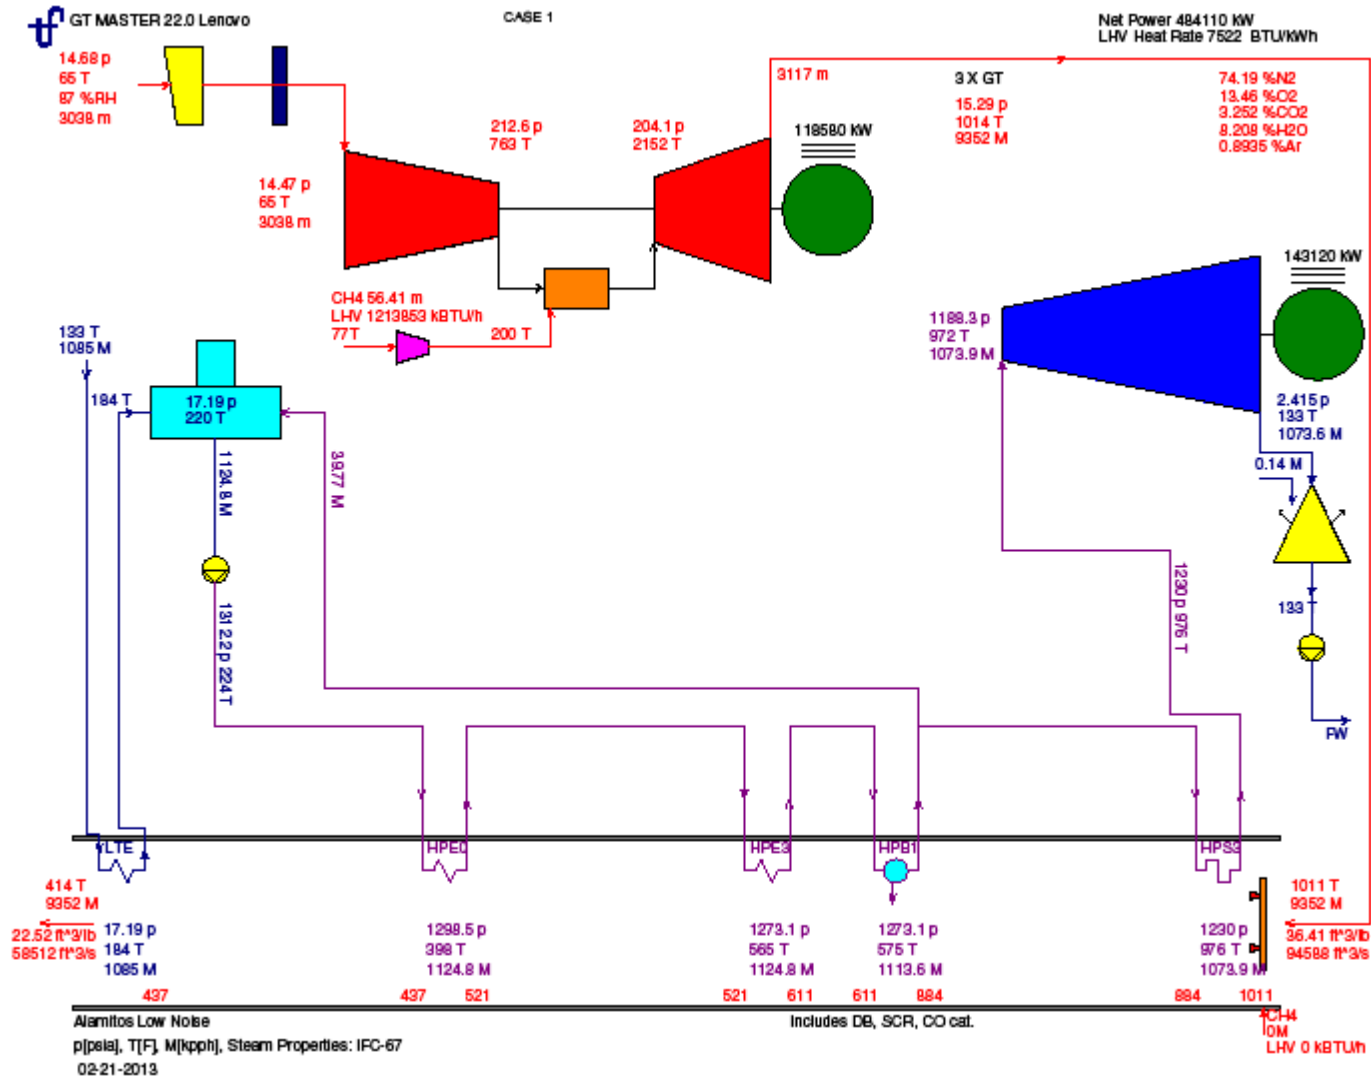 GT MASTER 22.0 Lenovo
CASE 1
Net Power 484110 kW
LHV Heat Rate 7522 BTU/kWh
14.68 p
65 T
87 %RH
3038 m
3117 m
3 X GT
15.29 p
1014 T
9352 M
74.19 %N2
13.46 %O2
3.252 %CO2
8.208 %H2O
0.8935 %Ar
212.6 p
763 T
204.1 p
2152 T
118580 kW
14.47 p
65 T
3038 m
143120 kW
CH4 56.41 m
LHV 1213853 kBTU/h
77T
200 T
1188.3 p
972 T
1073.9 M
133 T
1085 M
184 T
17.19 p
220 T
2.415 p
133 T
1073.6 M
0.14 M
1124.8 M
39.77 M
1312.2 p 224T
1230 p 976 T
133 T
FW
LTE
HPE0
HPE3
HPB1
HPS3
414 T
9352 M
22.52 ft^3/lb
58512 ft^3/s
17.19 p
184 T
1085 M
1298.5 p
398 T
1124.8 M
1273.1 p
565 T
1124.8 M
1273.1 p
575 T
1113.6 M
1230 p
976 T
1073.9 M
1011 T
9352 M
36.41 ft^3/lb
94588 ft^3/s
437
437
521
521
611
611
884
884
1011
CH4
0M
LHV 0 kBTU/h
Alamitos Low Noise
Includes DB, SCR, CO cat.
p[psia], T[F], M[kpph], Steam Properties: IFC-67
02-21-2013